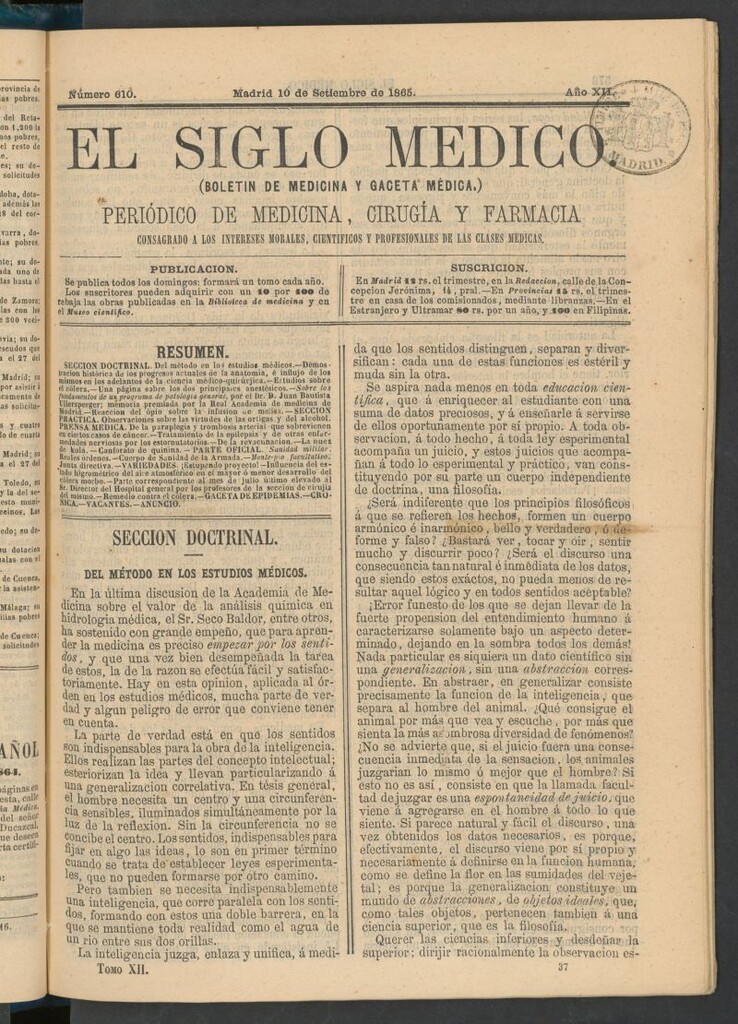 Número 610.
Madrid 10 de Setiembre de 1865.
Año XII.
EL SIGLO MEDICO.
(BOLETIN DE MEDICINA Y GACETA MÉDICA.)
PERIÓDICO DE MEDICINA, CIRUGÍA Y FARMACIA
CONSAGRADO A LOS INTERESES MORALES, CIENTIFICOS Y PROFESIONALES DE LAS CLASES MEDICAS.
MADRID
PUBLICACION.
Se publica todos los domingos: formará un tomo cada año.
Los suscritores pueden adquirir con un 10 por 100 de
rebaja las obras publicadas en la Biblioteca de medicina y en
el Museo científico.
SUSCRICION.
En Madrid 12 rs. el trimestre, en la Redaccion, calle de la Con-
cepcion Jerónima, 14, pral.—En Provincias 15 rs. el trimes-
tre en casa de los comisionados, mediante libranzas.—En el
Estranjero y Ultramar 80 rs. por un año, y 100 en Filipinas.
RESUMEN.
SECCION DOCTRINAL. Del método en los estudios médicos.—Demos-
tracion histórica de los progresos actuales de la anatomía, é influjo de los
mismos en los adelantos de la ciencia médico-quirúrgica.—Estudios sobre
el cólera.—Una página sobre los dos principales anestésicos.—Sobre los
fundamentos de un programa de patología general, por el Dr. D. Juan Bautista
Ullersperger; memoria premiada por la Real Academia de medicina de
Madrid.—Reaccion del ópio sobre la infusion de melisa.—SECCION
PRÁCTICA. Observaciones sobre las virtudes de las ortigas y del alcohol.
PRENSA MÉDICA. De la paraplegia y trombosis arterial que sobrevienen
en ciertos casos de cáncer.—Tratamiento de la epilepsia y de otras enfer-
medades nerviosas por los estornutatorios.—De la revacunacion.—La nuez
de kola.—Canforato de quinina.—PARTE OFICIAL. Sanidad militar.
Reales órdenes.—Cuerpo de Sanidad de la Armada.—Monte-pio facultativo.
Junta directiva.—VARIEDADES. ¡Estupendo proyecto!—Influencia del es-
tado higrométrico del aire atmosférico en el mayor ó menor desarrollo del
cólera morbo.—Parte correspondiente al mes de julio último elevado al
Sr. Director del Hospital general por los profesores de la seccion de cirugía
del mismo.—Remedio contra el cólera.—GACETA DE EPIDEMIAS.—CRÓ-
NICA.—VACANTES.—ANUNCIO.
SECCION DOCTRINAL.
DEL MÉTODO EN LOS ESTUDIOS MÉDICOS.
En la última discusion de la Academia de Me-
dicina sobre el valor de la análisis quimica en
hidrología médica, el Sr. Seco Baldor, entre otros,
ha sostenido con grande empeño, que para apren-
der la medicina es preciso empezar por los senti-
dos, y que una vez bien desempeñada la tarea
de estos, la de la razon se efectúa fácil y satisfac-
toriamente. Hay en esta opinion, aplicada al ór-
den en los estudios médicos, mucha parte de ver-
dad y algun peligro de error que conviene tener
en cuenta.
La parte de verdad está en que los sentidos
son indispensables para la obra de la inteligencia.
Ellos realizan las partes del concepto intelectual;
esteriorizan la idea y llevan particularizando á
una generalizacion correlativa. En tésis general,
el hombre necesita un centro y una circunferen-
cia sensibles, iluminados simultáneamente por la
luz de la reflexion. Sin la circunferencia no se
concibe el centro. Los sentidos, indispensables para
fijar en algo las ideas, lo son en primer término
cuando se trata de establecer leyes esperimenta-
les, que no pueden formarse por otro camino.
Pero tambien se necesita indispensablemente
una inteligencia, que corre paralela con los senti-
dos, formando con estos una doble barrera, en la
que se mantiene toda realidad como el agua de
un rio entre sus dos orillas.
La inteligencia juzga, enlaza y unifica, á medi-
da que los sentidos distinguen, separan y diver-
sifican: cada una de estas funciones es estéril y
muda sin la otra.
Se aspira nada menos en toda educacion cien-
tífica, que á enriquecer al estudiante con una
suma de datos preciosos, y á enseñarle á servirse
de ellos oportunamente por sí propio. A toda ob-
servacion, á todo hecho, á toda ley esperimental
acompaña un juicio, y estos juicios que acompa-
ñan á todo lo esperimental y práctico, van cons-
tituyendo por su parte un cuerpo independiente
de doctrina, una filosofía.
¿Será indiferente que los principios filosóficos
á que se refieren los hechos, formen un cuerpo
armónico é inarmónico, bello y verdadero, ó de-
forme y falso? ¿Bastará ver, tocar y oir, sentir
mucho y discurrir poco? ¿Será el discurso una
consecuencia tan natural é inmediata de los datos,
que siendo estos exáctos, no pueda menos de re-
sultar aquel lógico y en todos sentidos aceptable?
¡Error funesto de los que se dejan llevar de la
fuerte propension del entendimiento humano á
caracterizarse solamente bajo un aspecto deter-
minado, dejando en la sombra todos los demás!
Nada particular es siquiera un dato científico sin
una generalizacion, sin una abstraccion corres-
pondiente. En abstraer, en generalizar consiste
precisamente la funcion de la inteligencia, que
separa al hombre del animal. ¿Qué consigue el
animal por más que vea y escuche, por más que
sienta la más asombrosa diversidad de fenómenos?
¿No se advierte que, si el juicio fuera una conse-
cuencia inmediata de la sensacion, los animales
juzgarian lo mismo ó mejor que el hombre? Si
esto no es así, consiste en que la llamada facul-
tad de juzgar es una espontaneidad de juicio, que
viene á agregarse en el hombre á todo lo que
siente. Si parece natural y fácil el discurso, una
vez obtenidos los datos necesarios, es porque,
efectivamente, el discurso viene por sí propio y
necesariamente á definirse en la funcion humana,
como se define la flor en las sumidades del veje-
tal; es porque la generalizacion constituye un
mundo de abstracciones, de objetos ideales, que,
como tales objetos, pertenecen tambien á una
ciencia superior, que es la filosofía.
Querer las ciencias inferiores y desdeñar la
superior: dirijir racionalmente la observacion es-
Tomo XII.
37